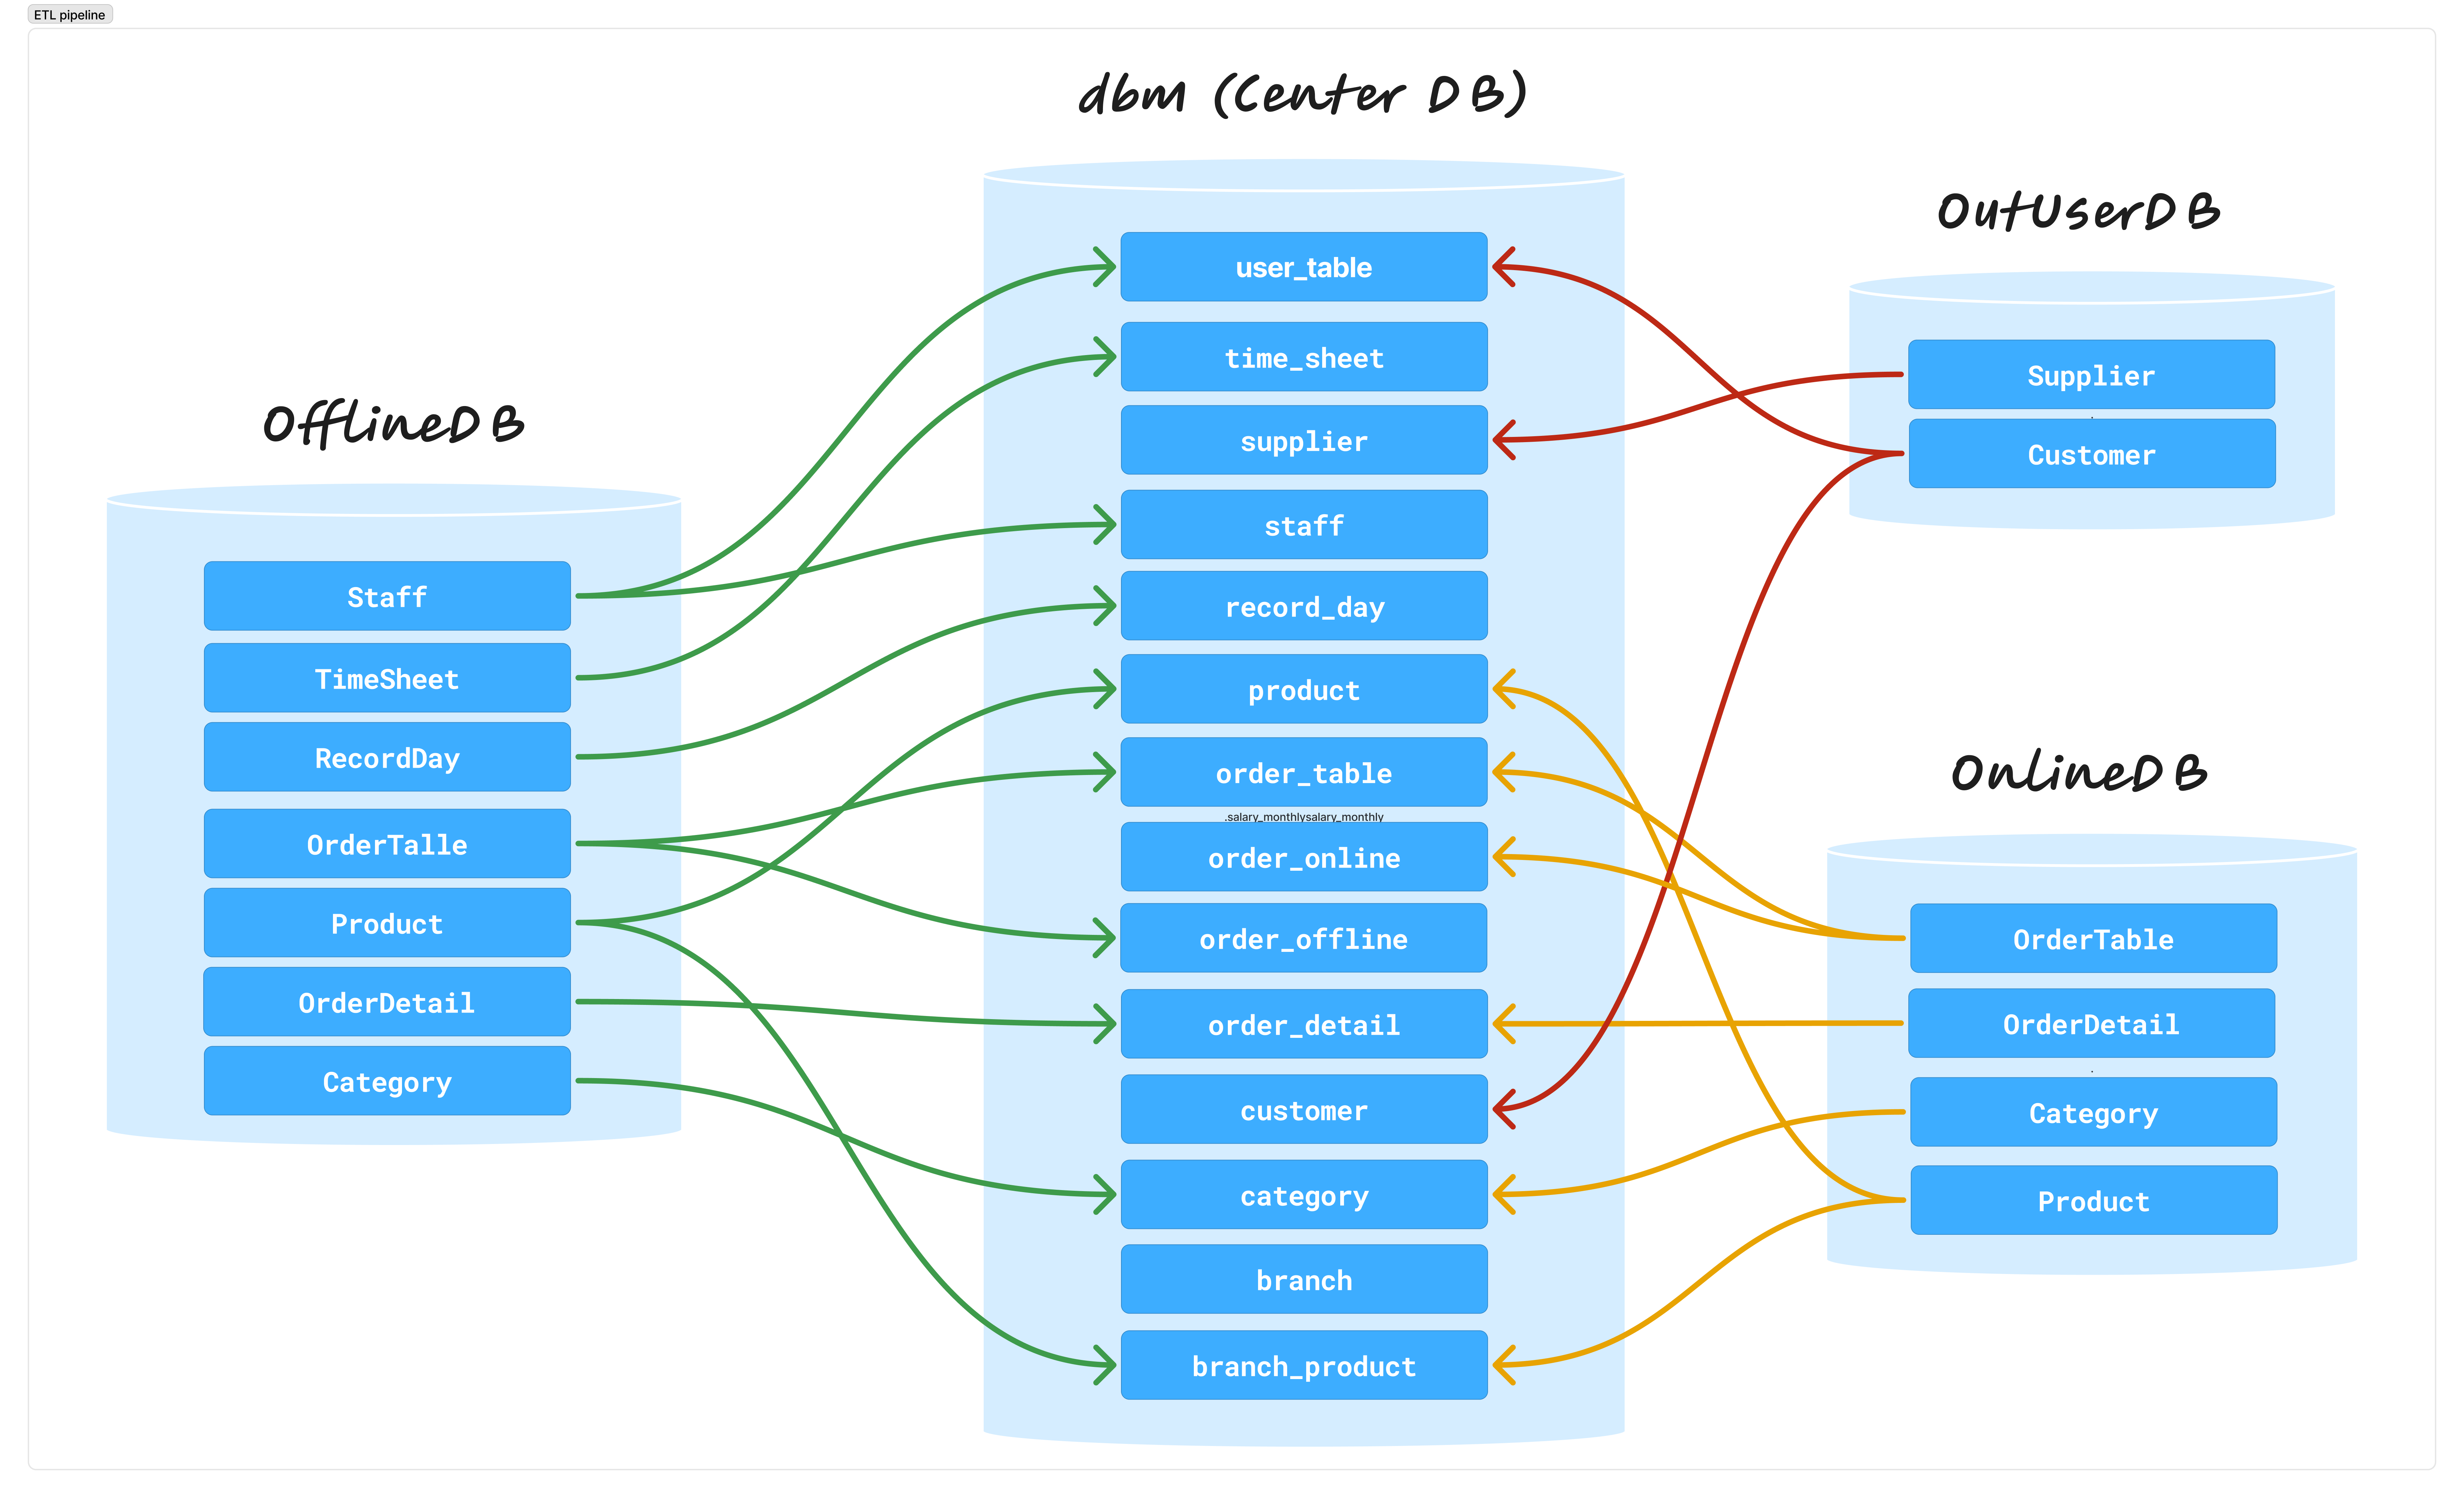 ETL pipeline
dbm (Center DB)
OutUserDB
OfflineDB
OnlineDB
Staff
TimeSheet
RecordDay
OrderTalle
Product
OrderDetail
Category
user_table
time_sheet
supplier
staff
record_day
product
order_table
.salary_monthlysalary_monthly
order_online
order_offline
order_detail
customer
category
branch
branch_product
Supplier
.
Customer
OrderTable
OrderDetail
.
Category
Product